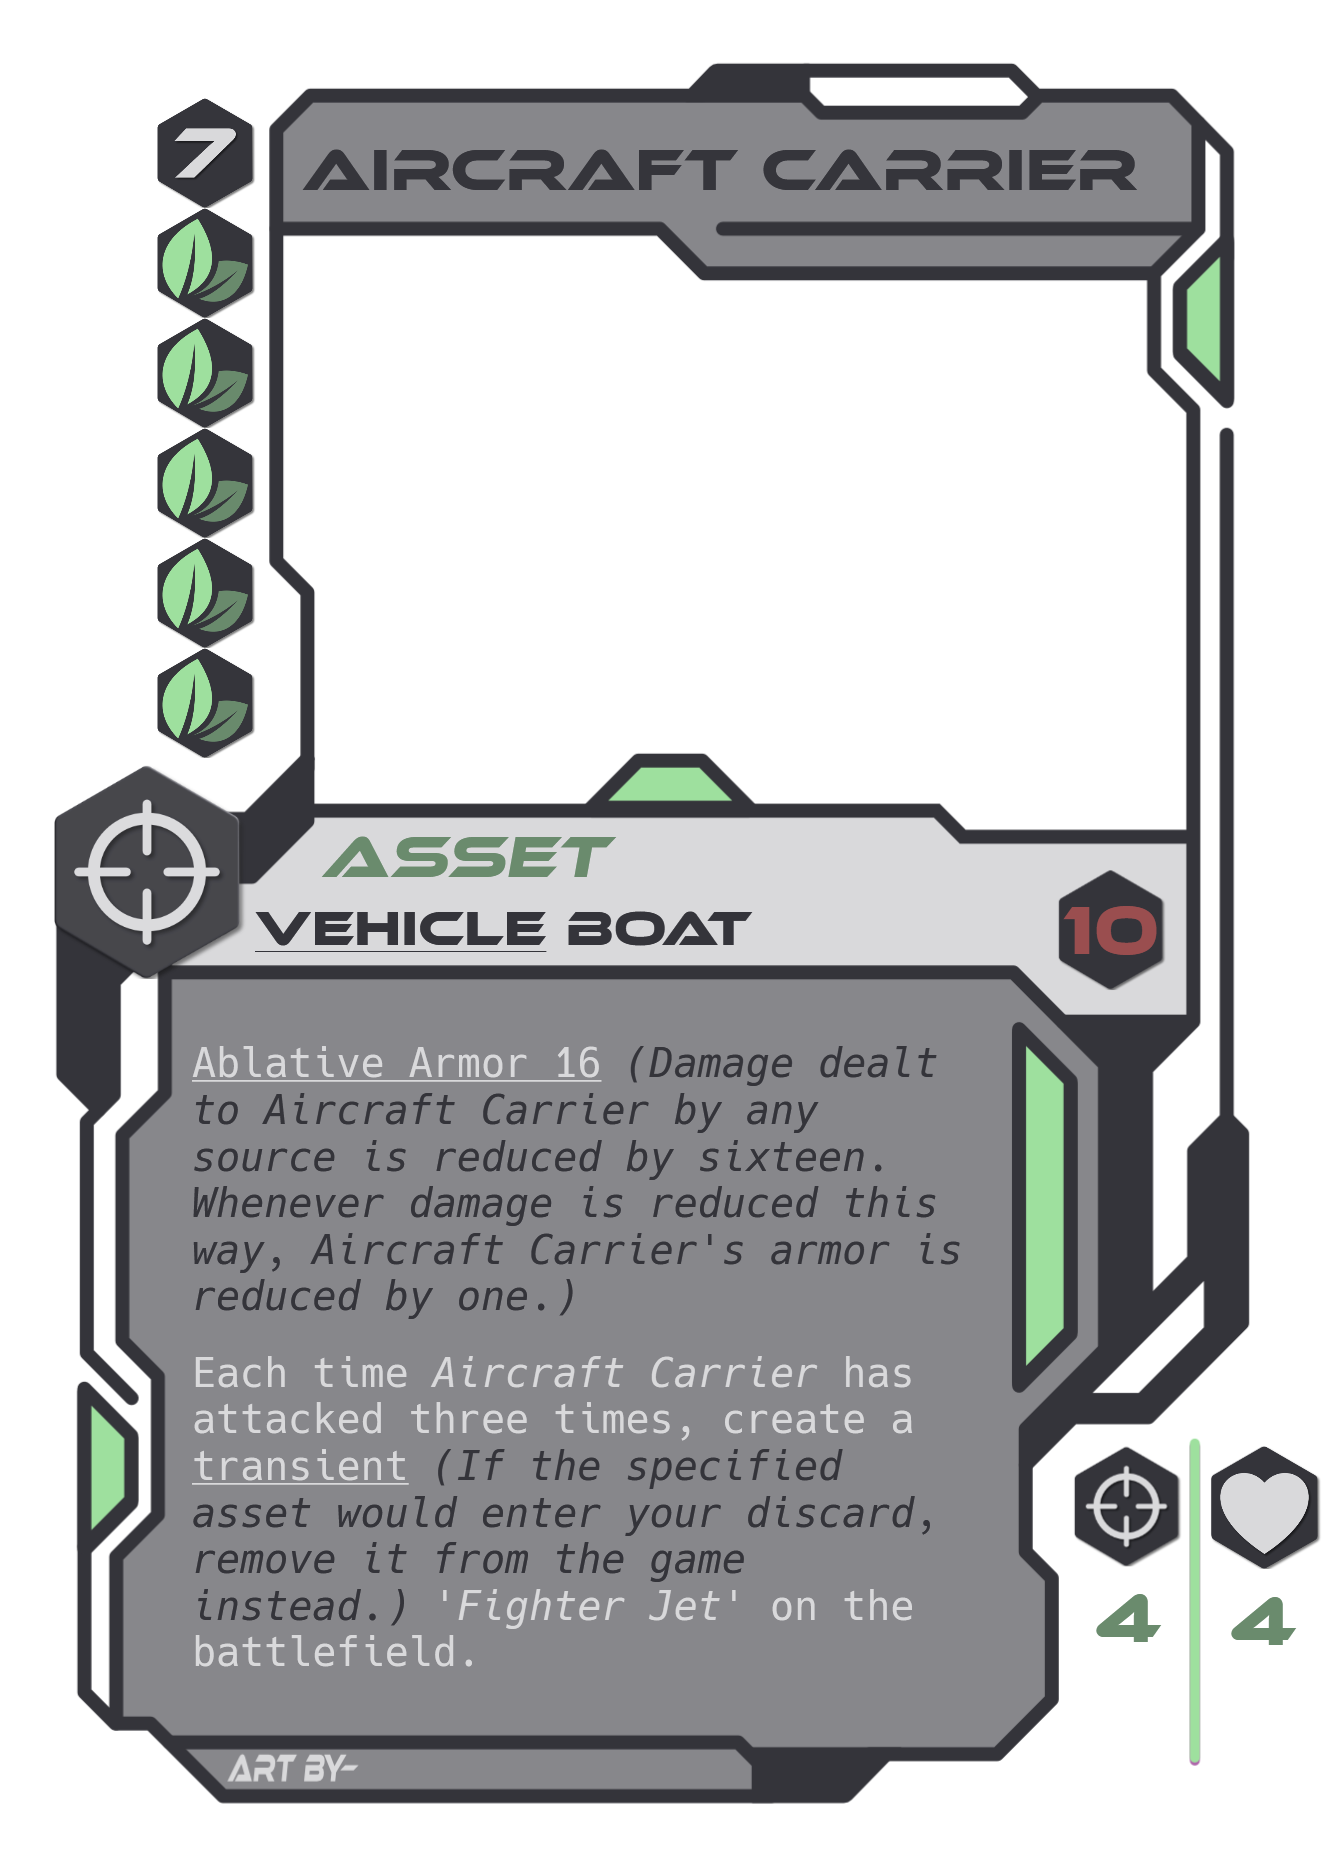 7
AIRCRAFT CARRIER
ASSET
VEHICLE BOAT
10
Ablative Armor 16 (Damage dealt
to Aircraft Carrier by any
source is reduced by sixteen.
Whenever damage is reduced this
way, Aircraft Carrier's armor is
reduced by one.)
Each time Aircraft Carrier has
attacked three times, create a
transient (If the specified
asset would enter your discard,
remove it from the game
instead.) 'Fighter Jet' on the
battlefield.
4
4
ART BY-